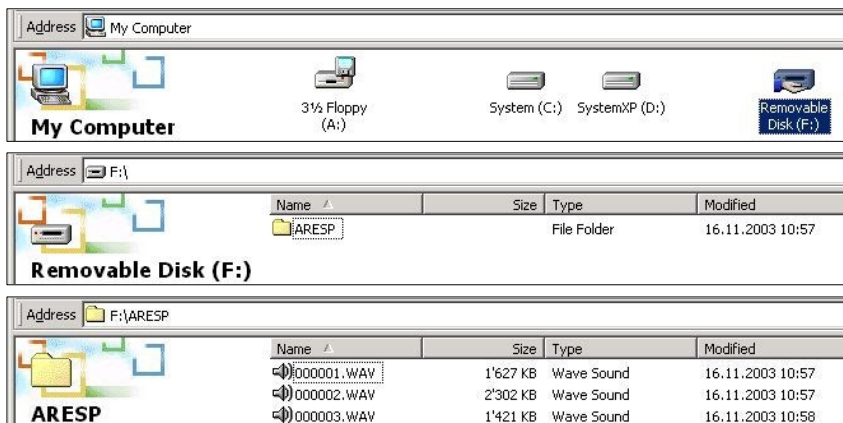 Address My Computer
3½ Floppy (A:)
System (C:)
SystemXP (D:)
Removable Disk (F:)
My Computer
Address F:\
Name Size Type Modified
ARESP File Folder 16.11.2003 10:57
Removable Disk (F:)
Address F:\ARESP
Name Size Type Modified
000001.WAV 1'627 KB Wave Sound 16.11.2003 10:57
000002.WAV 2'302 KB Wave Sound 16.11.2003 10:57
000003.WAV 1'421 KB Wave Sound 16.11.2003 10:58
ARESP